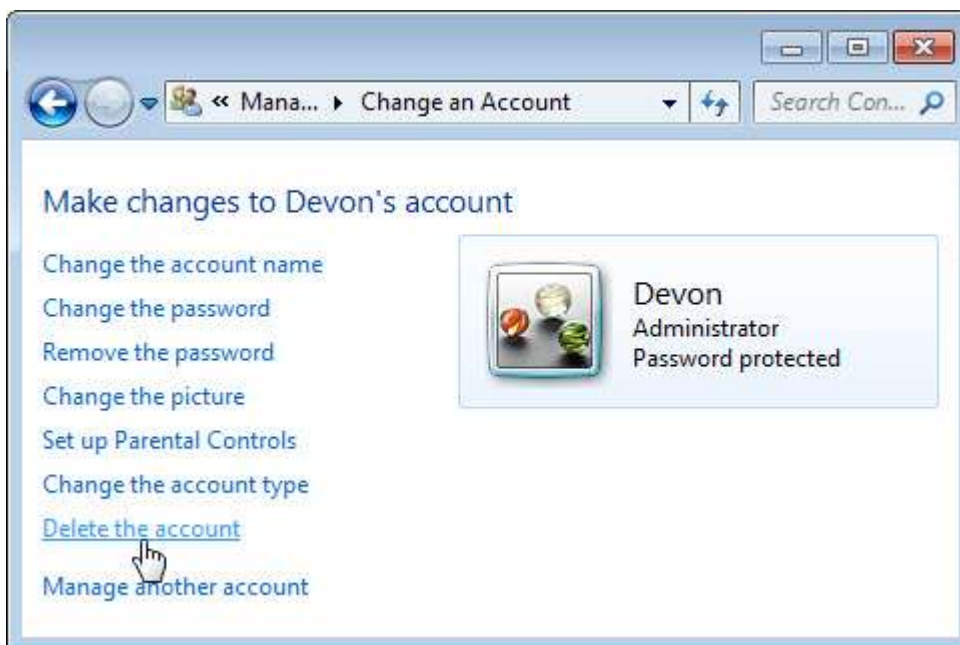 « Mana... Change an Account Search Con...
Make changes to Devon's account
Change the account name
Change the password
Remove the password
Change the picture
Set up Parental Controls
Change the account type
Delete the account
Manage another account
Devon
Administrator
Password protected